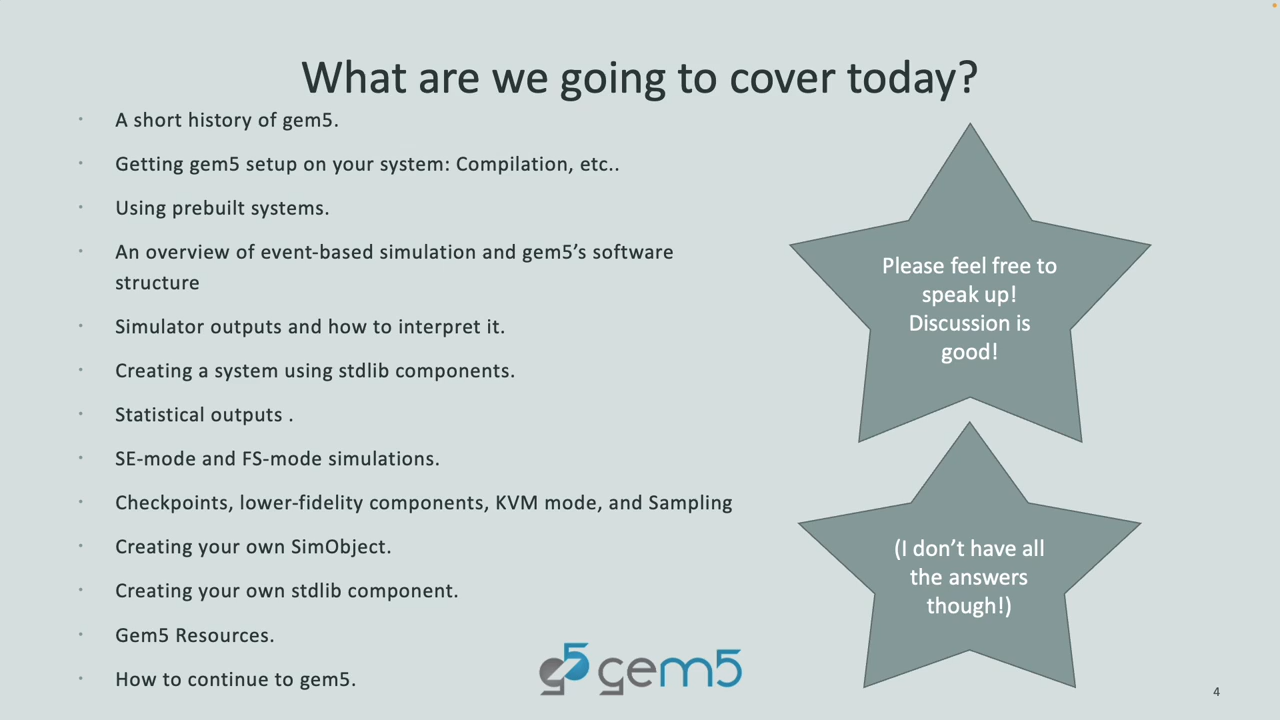 What are we going to cover today?
A short history of gem5.
Getting gem5 setup on your system: Compilation, etc..
Using prebuilt systems.
An overview of event-based simulation and gem5’s software
structure
Simulator outputs and how to interpret it.
Creating a system using stdlib components.
Statistical outputs .
SE-mode and FS-mode simulations.
Checkpoints, lower-fidelity components, KVM mode, and Sampling
Creating your own SimObject.
Creating your own stdlib component.
Gem5 Resources.
How to continue to gem5.
Please feel free to
speak up!
Discussion is
good!
(I don’t have all
the answers
though!)
g5 gem5
4